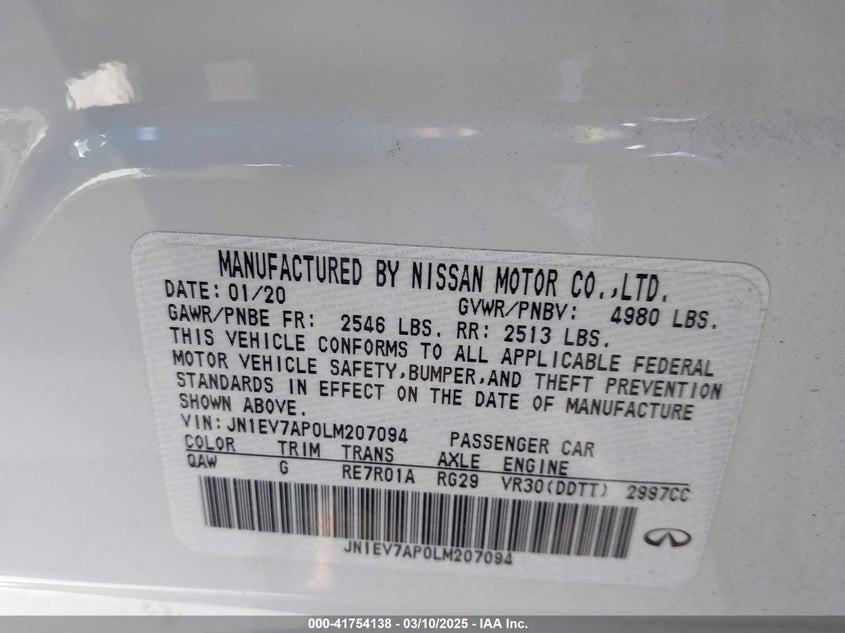 MANUFACTURED BY NISSAN MOTOR CO.,LTD.
DATE: 01/20 GVWR/PNBV: 4980 LBS.
GAWR/PNBE FR: 2546 LBS. RR: 2513 LBS.
THIS VEHICLE CONFORMS TO ALL APPLICABLE FEDERAL
MOTOR VEHICLE SAFETY,BUMPER,AND THEFT PREVENTION
STANDARDS IN EFFECT ON THE DATE OF MANUFACTURE
SHOWN ABOVE.
VIN: JN1EV7AP0LM207094 PASSENGER CAR
COLOR TRIM TRANS AXLE ENGINE
QAW G RE7R01A RG29 VR30(DDTT) 2997CC
JN1EV7AP0LM207094
000-41754138 - 03/10/2025 - IAA Inc.